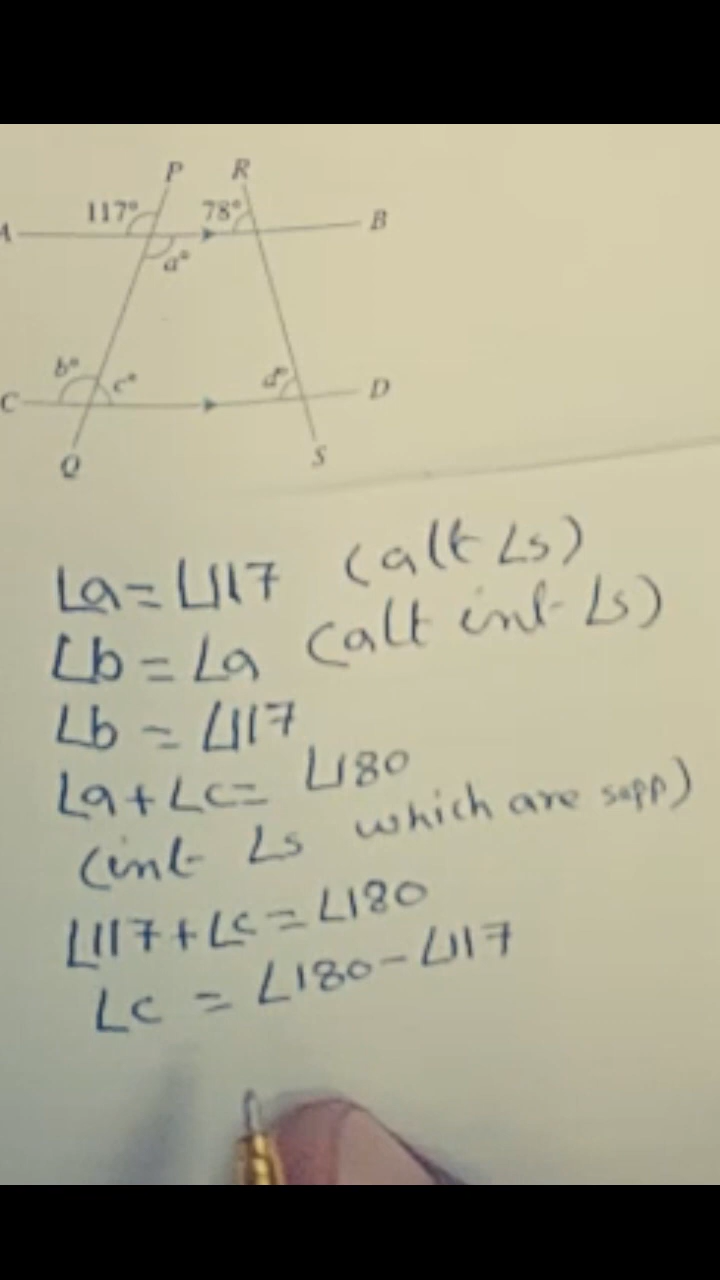 P R
117° 78°
A B
a°
b° c° d°
C D
Q S
∠a=∠117 (alt ∠s)
∠b=∠a (alt int ∠s)
∠b=∠117
∠a+∠c=∠180
(int ∠s which are supp)
∠117+∠c=∠180
∠c=∠180-∠117